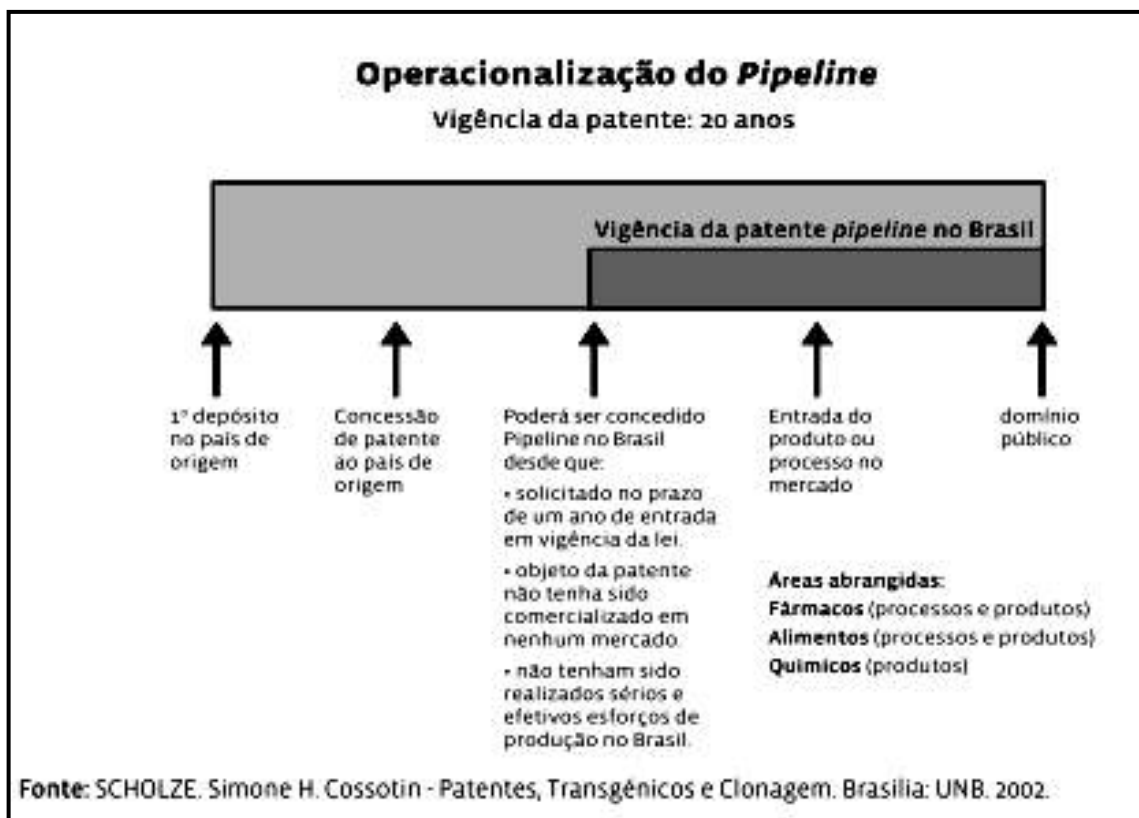 Operacionalização do Pipeline
Vigência da patente: 20 anos
Vigência da patente pipeline no Brasil
1º depósito
no país de
origem
Concessão
de patente
ao país de
origem
Poderá ser concedido
Pipeline no Brasil
desde que:
• solicitado no prazo
de um ano de entrada
em vigência da lei.
• objeto da patente
não tenha sido
comercializado em
nenhum mercado.
• não tenham sido
realizados sérios e
efetivos esforços de
produção no Brasil.
Entrada do
produto ou
processo no
mercado
domínio
público
Áreas abrangidas:
Fármacos (processos e produtos)
Alimentos (processos e produtos)
Químicos (produtos)
Fonte: SCHOLZE. Simone H. Cossotin - Patentes, Transgênicos e Clonagem. Brasília: UNB. 2002.